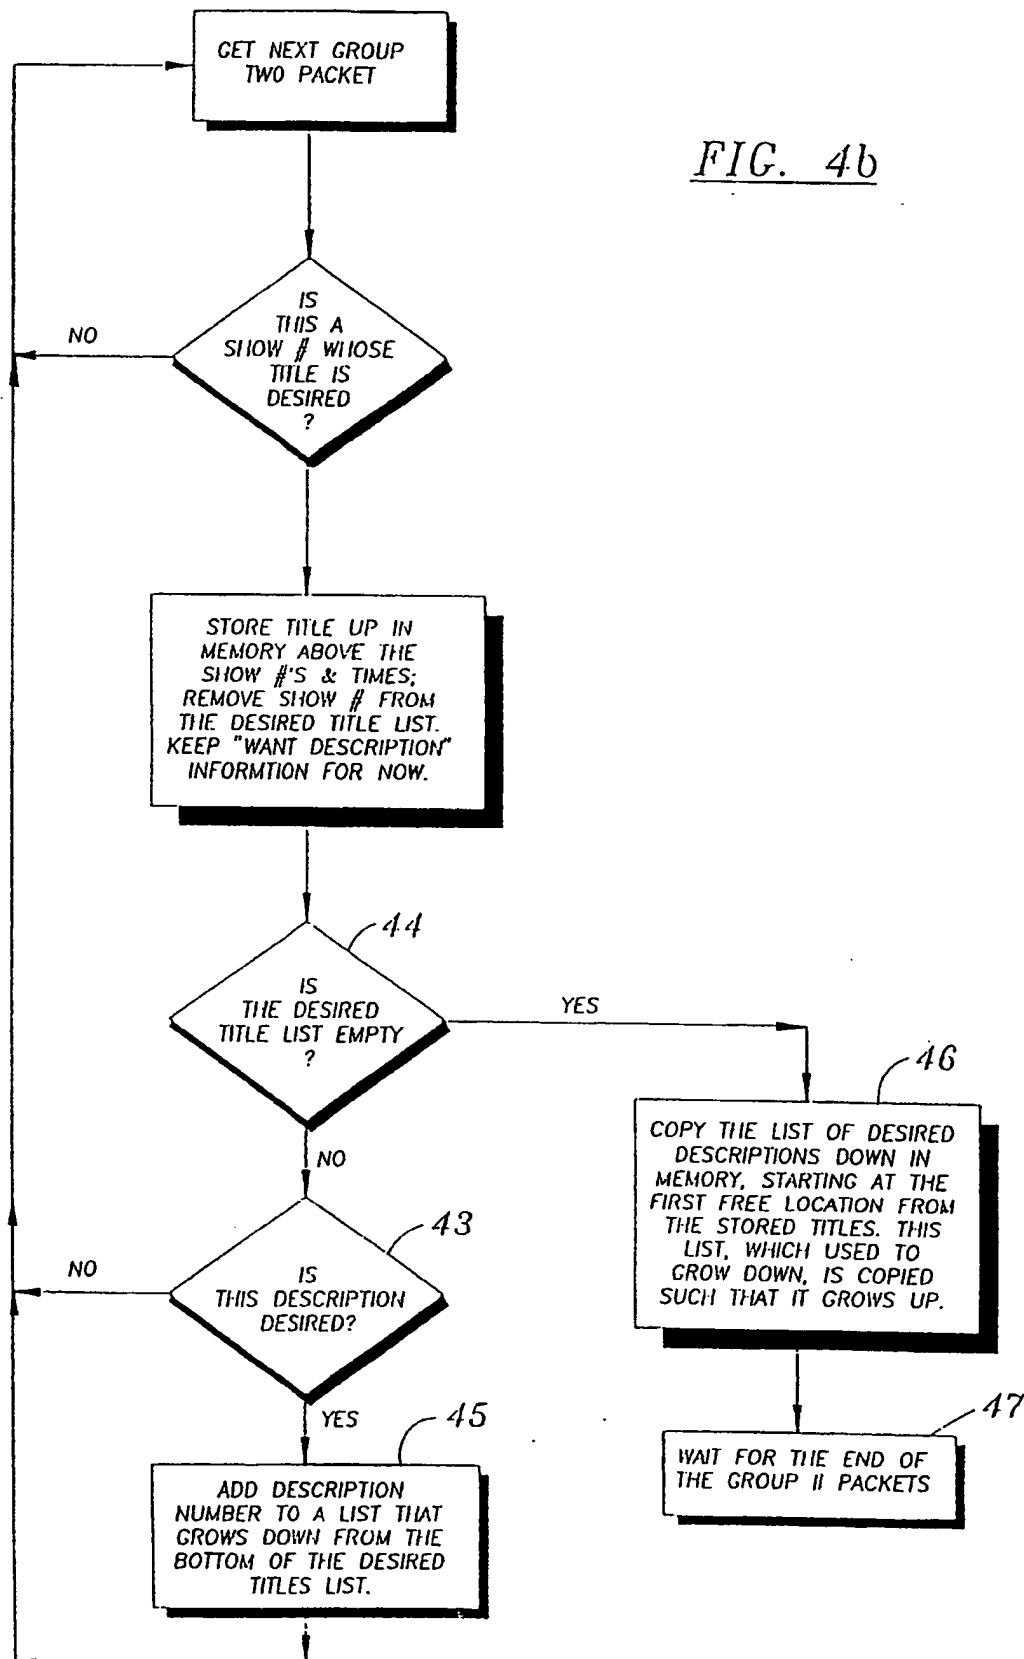 GET NEXT GROUP
TWO PACKET
FIG. 4b
IS
THIS A
SHOW # WHOSE
TITLE IS
DESIRED
?
NO
STORE TITLE UP IN
MEMORY ABOVE THE
SHOW #'S & TIMES;
REMOVE SHOW # FROM
THE DESIRED TITLE LIST.
KEEP "WANT DESCRIPTION"
INFORMTION FOR NOW.
44
IS
THE DESIRED
TITLE LIST EMPTY
?
YES
NO
46
COPY THE LIST OF DESIRED
DESCRIPTIONS DOWN IN
MEMORY, STARTING AT THE
FIRST FREE LOCATION FROM
THE STORED TITLES. THIS
LIST, WHICH USED TO
GROW DOWN, IS COPIED
SUCH THAT IT GROWS UP.
43
IS
THIS DESCRIPTION
DESIRED?
NO
YES
45
ADD DESCRIPTION
NUMBER TO A LIST THAT
GROWS DOWN FROM THE
BOTTOM OF THE DESIRED
TITLES LIST.
47
WAIT FOR THE END OF
THE GROUP II PACKETS